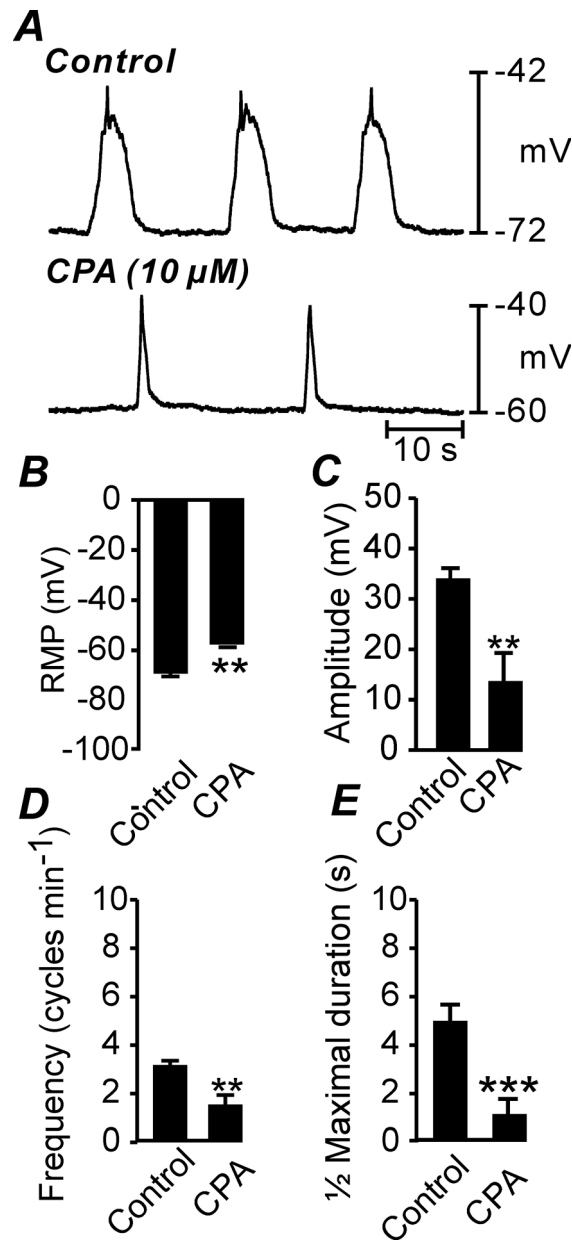 A
Control
-42
mV
-72
CPA (10 µM)
-40
mV
-60
10 s
B
RMP (mV)
0
-20
-40
-60
-80
-100
**
Control
CPA
C
Amplitude (mV)
50
40
30
20
10
0
**
Control
CPA
D
Frequency (cycles min⁻¹)
10
8
6
4
2
0
**
Control
CPA
E
½ Maximal duration (s)
10
8
6
4
2
0
***
Control
CPA